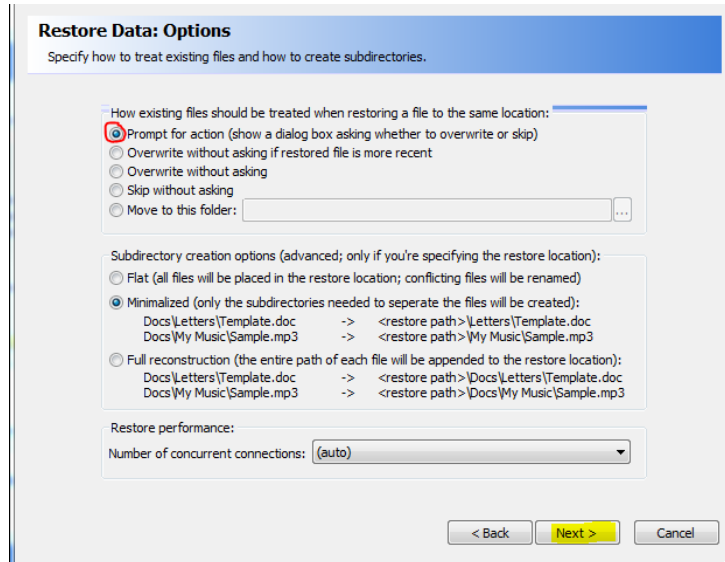 Restore Data: Options
Specify how to treat existing files and how to create subdirectories.
How existing files should be treated when restoring a file to the same location:
Prompt for action (show a dialog box asking whether to overwrite or skip)
Overwrite without asking if restored file is more recent
Overwrite without asking
Skip without asking
Move to this folder: ...
Subdirectory creation options (advanced; only if you're specifying the restore location):
Flat (all files will be placed in the restore location; conflicting files will be renamed)
Minimalized (only the subdirectories needed to seperate the files will be created):
Docs\Letters\Template.doc -> <restore path>\Letters\Template.doc
Docs\My Music\Sample.mp3 -> <restore path>\My Music\Sample.mp3
Full reconstruction (the entire path of each file will be appended to the restore location):
Docs\Letters\Template.doc -> <restore path>\Docs\Letters\Template.doc
Docs\My Music\Sample.mp3 -> <restore path>\Docs\My Music\Sample.mp3
Restore performance:
Number of concurrent connections: (auto)
< Back Next > Cancel